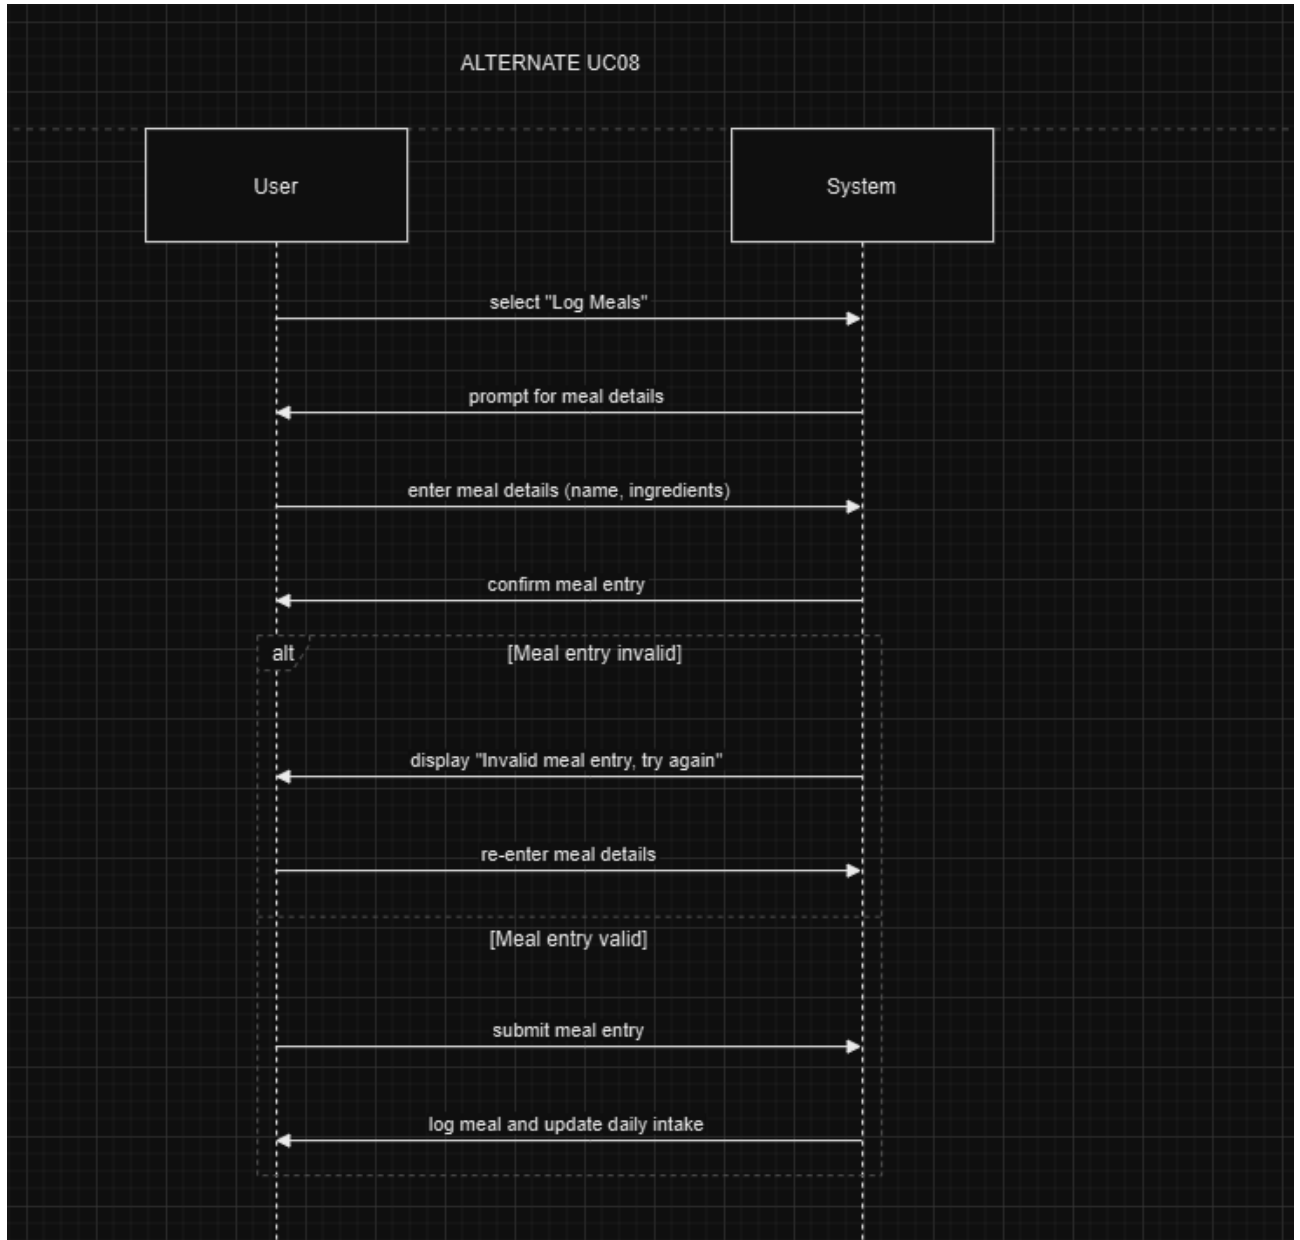 ALTERNATE UC08
User
System
select "Log Meals"
prompt for meal details
enter meal details (name, ingredients)
confirm meal entry
alt
[Meal entry invalid]
display "Invalid meal entry, try again"
re-enter meal details
[Meal entry valid]
submit meal entry
log meal and update daily intake